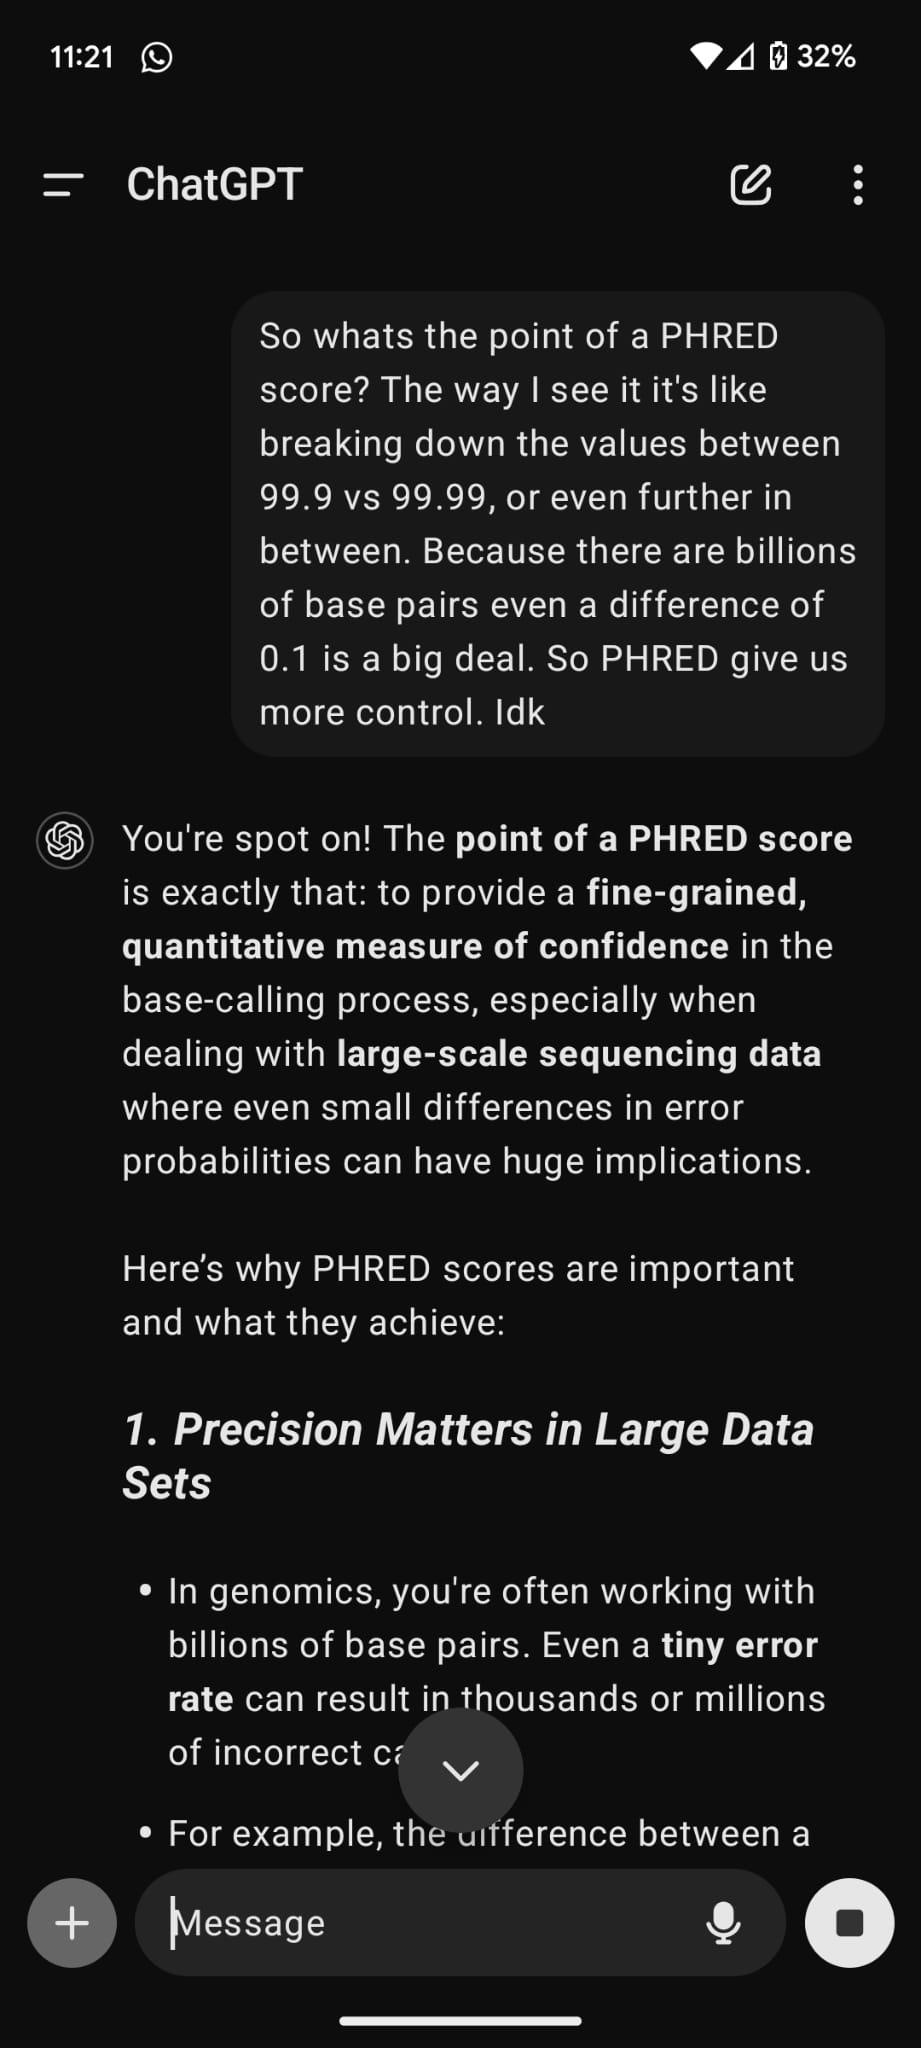 11:21
32%
ChatGPT
So whats the point of a PHRED
score? The way I see it it's like
breaking down the values between
99.9 vs 99.99, or even further in
between. Because there are billions
of base pairs even a difference of
0.1 is a big deal. So PHRED give us
more control. Idk
You're spot on! The point of a PHRED score
is exactly that: to provide a fine-grained,
quantitative measure of confidence in the
base-calling process, especially when
dealing with large-scale sequencing data
where even small differences in error
probabilities can have huge implications.
Here’s why PHRED scores are important
and what they achieve:
1. Precision Matters in Large Data
Sets
• In genomics, you're often working with
billions of base pairs. Even a tiny error
rate can result in thousands or millions
of incorrect
• For example, the difference between a
Message